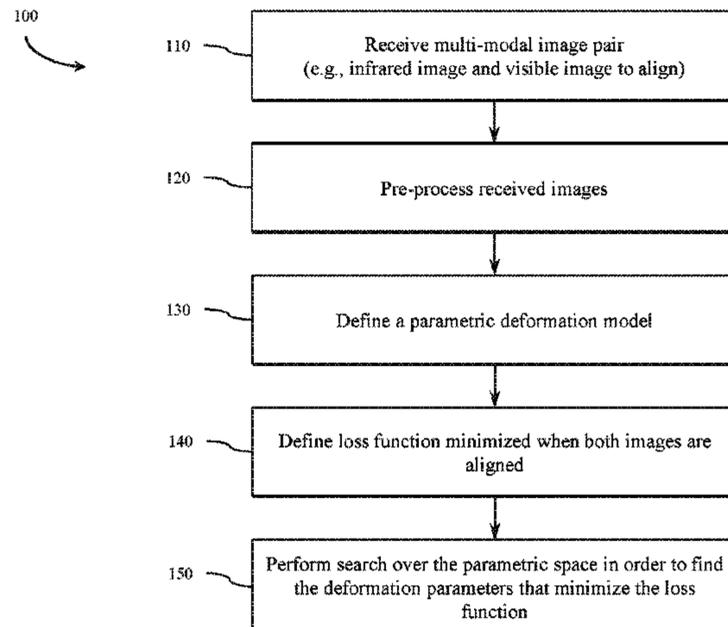 100
110
Receive multi-modal image pair
(e.g., infrared image and visible image to align)
120
Pre-process received images
130
Define a parametric deformation model
140
Define loss function minimized when both images are
aligned
150
Perform search over the parametric space in order to find
the deformation parameters that minimize the loss
function